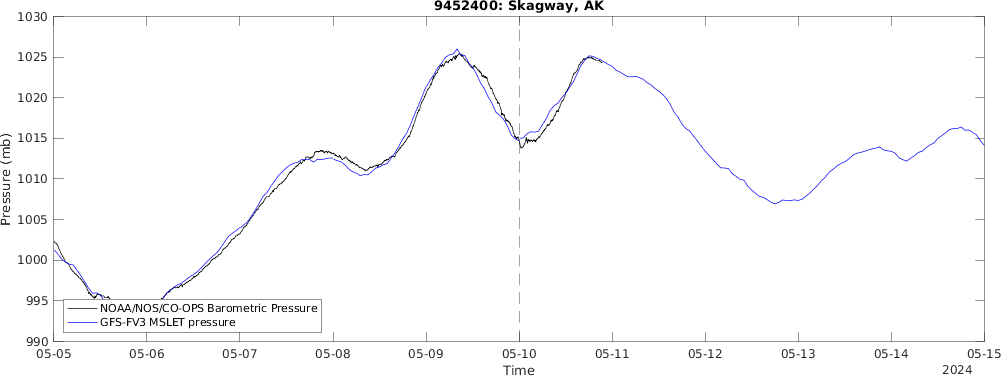 9452400: Skagway, AK
1030
1025
1020
1015
1010
1005
1000
995
990
Pressure (mb)
NOAA/NOS/CO-OPS Barometric Pressure
GFS-FV3 MSLET pressure
05-05 05-06 05-07 05-08 05-09 05-10 05-11 05-12 05-13 05-14 05-15
Time
2024